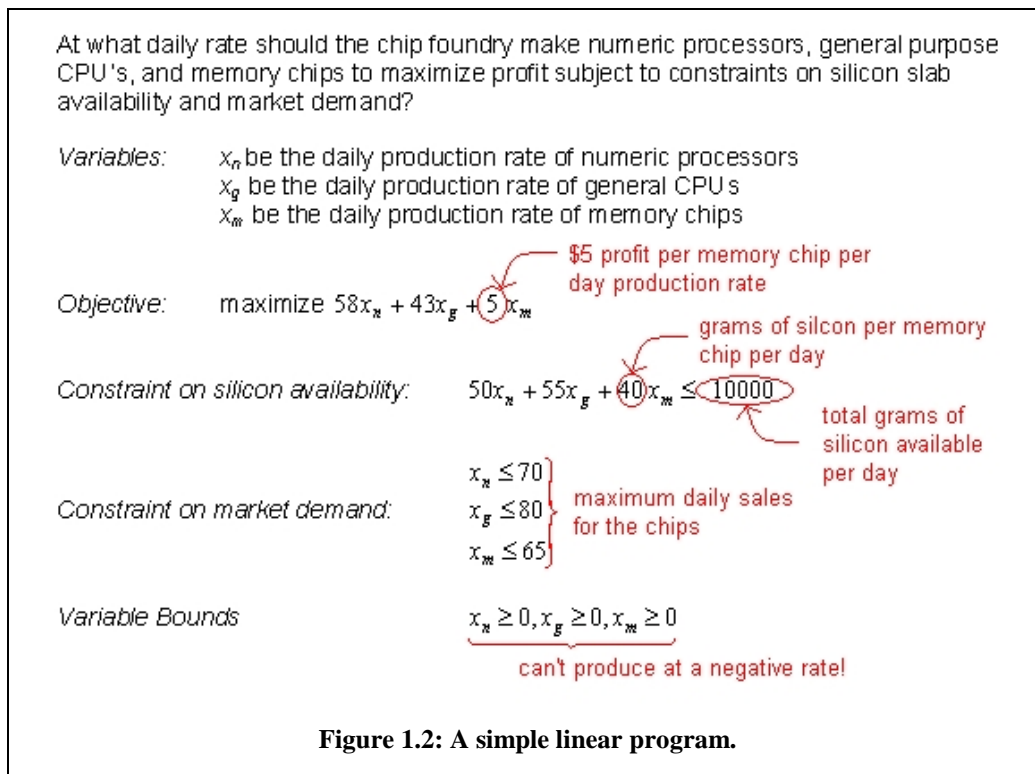 At what daily rate should the chip foundry make numeric processors, general purpose
CPU's, and memory chips to maximize profit subject to constraints on silicon slab
availability and market demand?
Variables: xₙ be the daily production rate of numeric processors
x_g be the daily production rate of general CPUs
xₘ be the daily production rate of memory chips
$5 profit per memory chip per
day production rate
Objective: maximize 58xₙ + 43x_g + 5xₘ
grams of silcon per memory
chip per day
Constraint on silicon availability: 50xₙ + 55x_g + 40xₘ ≤ 10000
total grams of
silicon available
per day
xₙ ≤ 70
Constraint on market demand: x_g ≤ 80
xₘ ≤ 65
maximum daily sales
for the chips
Variable Bounds xₙ ≥ 0, x_g ≥ 0, xₘ ≥ 0
can't produce at a negative rate!
Figure 1.2: A simple linear program.